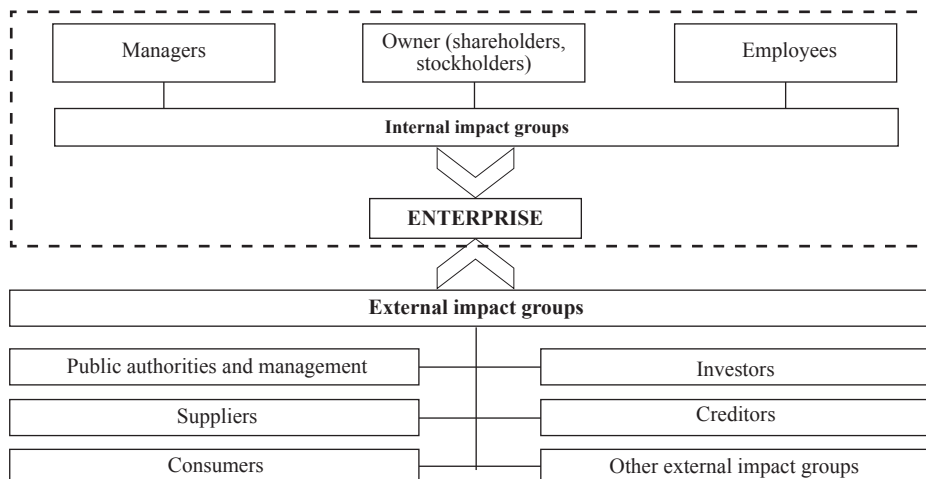 Managers
Owner (shareholders,
stockholders)
Employees
Internal impact groups
ENTERPRISE
External impact groups
Public authorities and management
Investors
Suppliers
Creditors
Consumers
Other external impact groups